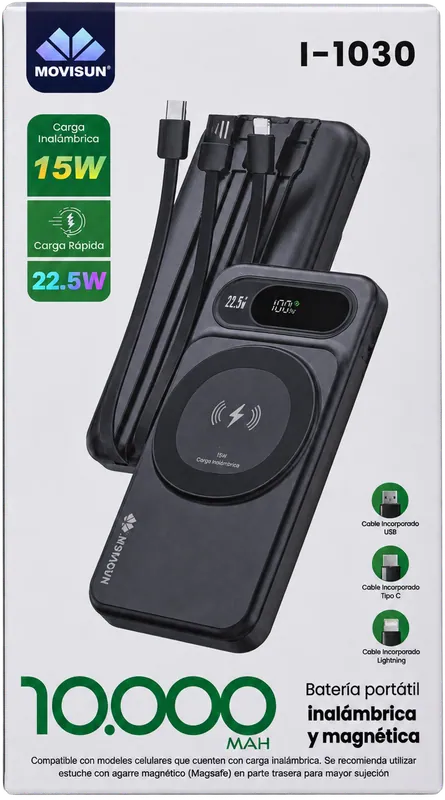 MOVISUN®
I-1030
Carga
Inalámbrica
15W
Carga Rápida
22.5W
22.5W
100%
15W
Carga Inalámbrica
MOVISUN
Cable Incorporado
USB
Cable Incorporado
Tipo C
Cable Incorporado
Lightning
10.000
MAH
Batería portátil
inalámbrica
y magnética
Compatible con modelos celulares que cuenten con carga inalámbrica. Se recomienda utilizar
estuche con agarre magnético (Magsafe) en parte trasera para mayor sujeción